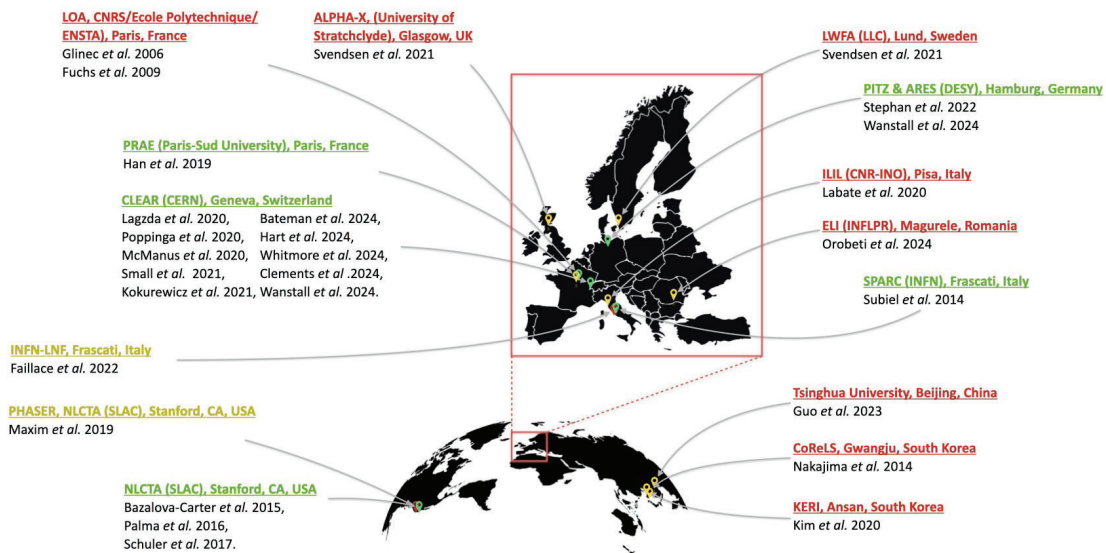 LOA, CNRS/Ecole Polytechnique/
ENSTA), Paris, France
Glinec et al. 2006
Fuchs et al. 2009
ALPHA-X, (University of
Stratchclyde), Glasgow, UK
Svendsen et al. 2021
LWFA (LLC), Lund, Sweden
Svendsen et al. 2021
PITZ & ARES (DESY), Hamburg, Germany
Stephan et al. 2022
Wanstall et al. 2024
PRAE (Paris-Sud University), Paris, France
Han et al. 2019
ILIL (CNR-INO), Pisa, Italy
Labate et al. 2020
CLEAR (CERN), Geneva, Switzerland
Lagzda et al. 2020, Bateman et al. 2024,
Poppinga et al. 2020, Hart et al. 2024,
McManus et al. 2020, Whitmore et al. 2024,
Small et al. 2021, Clements et al .2024,
Kokurewicz et al. 2021, Wanstall et al. 2024.
ELI (INFLPR), Magurele, Romania
Orobeti et al. 2024
SPARC (INFN), Frascati, Italy
Subiel et al. 2014
INFN-LNF, Frascati, Italy
Faillace et al. 2022
PHASER, NLCTA (SLAC), Stanford, CA, USA
Maxim et al. 2019
Tsinghua University, Beijing, China
Guo et al. 2023
CoReLS, Gwangju, South Korea
Nakajima et al. 2014
NLCTA (SLAC), Stanford, CA, USA
Bazalova-Carter et al. 2015,
Palma et al. 2016,
Schuler et al. 2017.
KERI, Ansan, South Korea
Kim et al. 2020